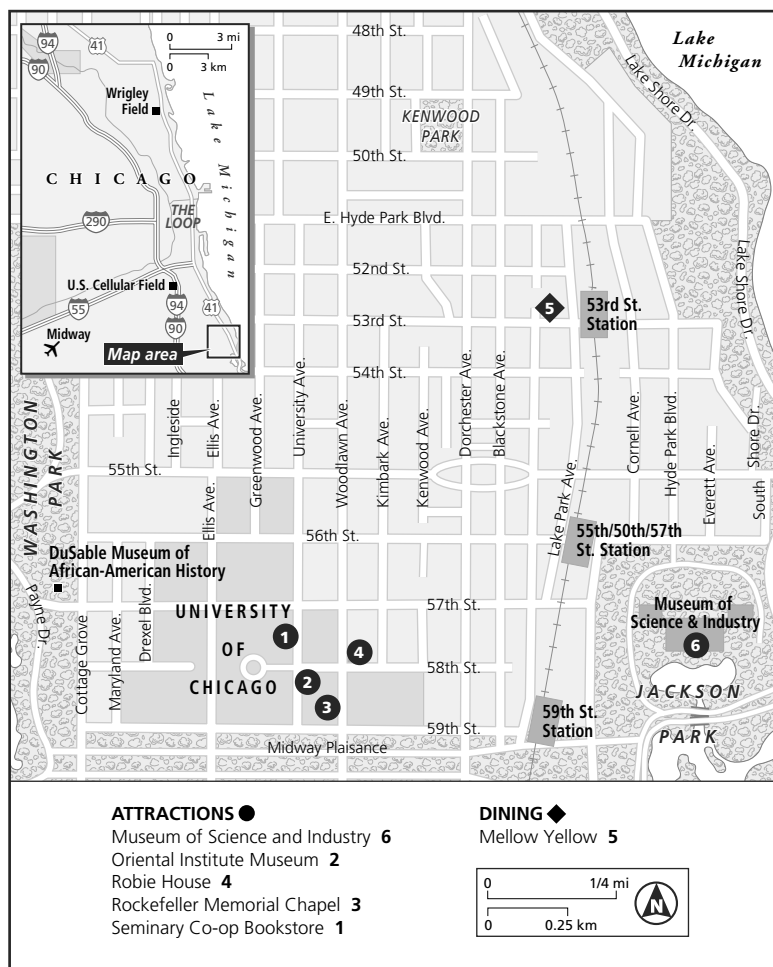 94
41
90
0 3 mi
0 3 km
Wrigley
Field
Lake Michigan
CHICAGO
THE
LOOP
290
U.S. Cellular Field
55
94
90
41
Midway
Map area
48th St.
49th St.
KENWOOD
PARK
50th St.
E. Hyde Park Blvd.
52nd St.
53rd St.
54th St.
Lake
Michigan
Lake Shore Dr.
Lake Shore Dr.
5
53rd St.
Station
WASHINGTON
PARK
Ingleside
Ellis Ave.
Greenwood Ave.
University Ave.
Woodlawn Ave.
Kimbark Ave.
Kenwood Ave.
Dorchester Ave.
Blackstone Ave.
Lake Park Ave.
Cornell Ave.
Hyde Park Blvd.
Everett Ave.
South Shore Dr.
55th St.
Ellis Ave.
56th St.
55th/50th/57th
St. Station
DuSable Museum of
African-American History
Payne Dr.
Cottage Grove
Maryland Ave.
Drexel Blvd.
UNIVERSITY
OF
CHICAGO
57th St.
1
4
58th St.
2
3
59th St.
Midway Plaisance
59th St.
Station
Museum of
Science & Industry
6
JACKSON
PARK
ATTRACTIONS
Museum of Science and Industry 6
Oriental Institute Museum 2
Robie House 4
Rockefeller Memorial Chapel 3
Seminary Co-op Bookstore 1
DINING
Mellow Yellow 5
0 1/4 mi
0 0.25 km
N